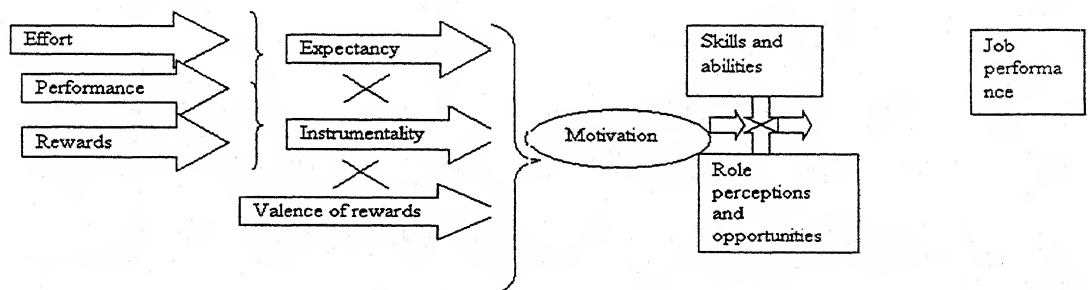 Effort
Performance
Rewards
Expectancy
Instrumentality
Valence of rewards
Motivation
Skills and
abilities
Role
perceptions
and
opportunities
Job
performa
nce